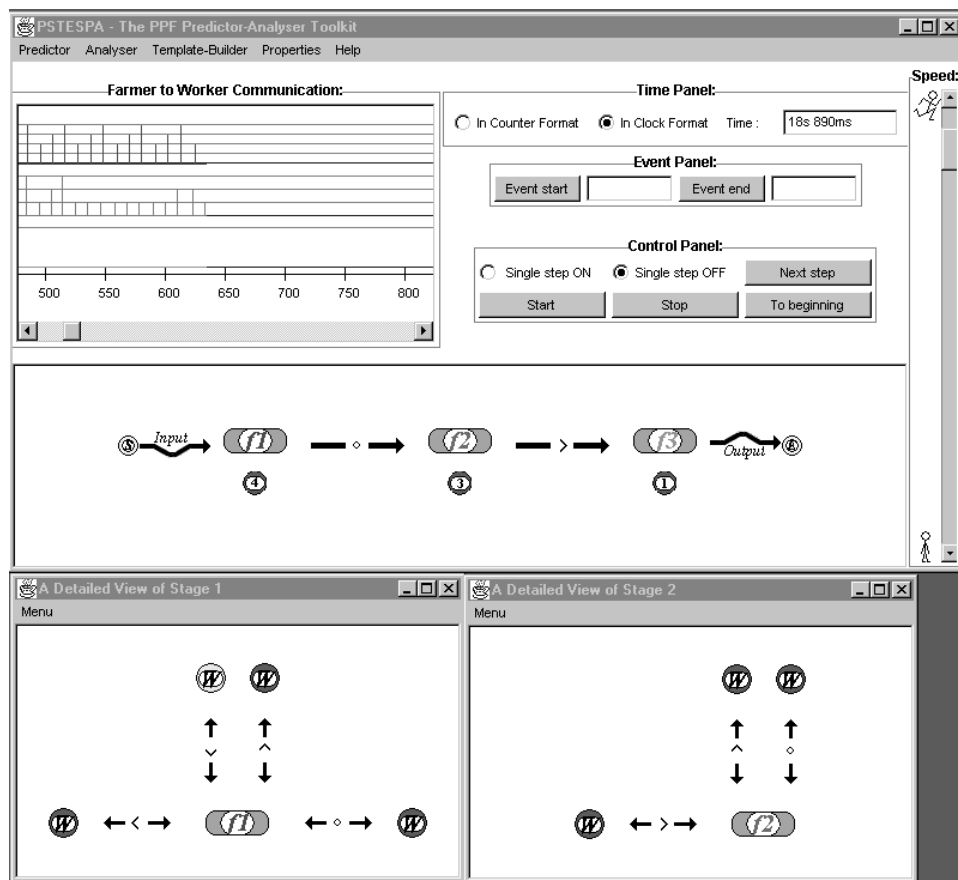 PSTESPA - The PPF Predictor-Analyser Toolkit
Predictor Analyser Template-Builder Properties Help
Speed:
Farmer to Worker Communication:
500 550 600 650 700 750 800
Time Panel:
In Counter Format In Clock Format Time : 18s 890ms
Event Panel:
Event start Event end
Control Panel:
Single step ON Single step OFF Next step
Start Stop To beginning
S Input f1 f2 > f3 Output E
4 3 1
A Detailed View of Stage 1
Menu
W W
W < f1 W
A Detailed View of Stage 2
Menu
W W
W > f2